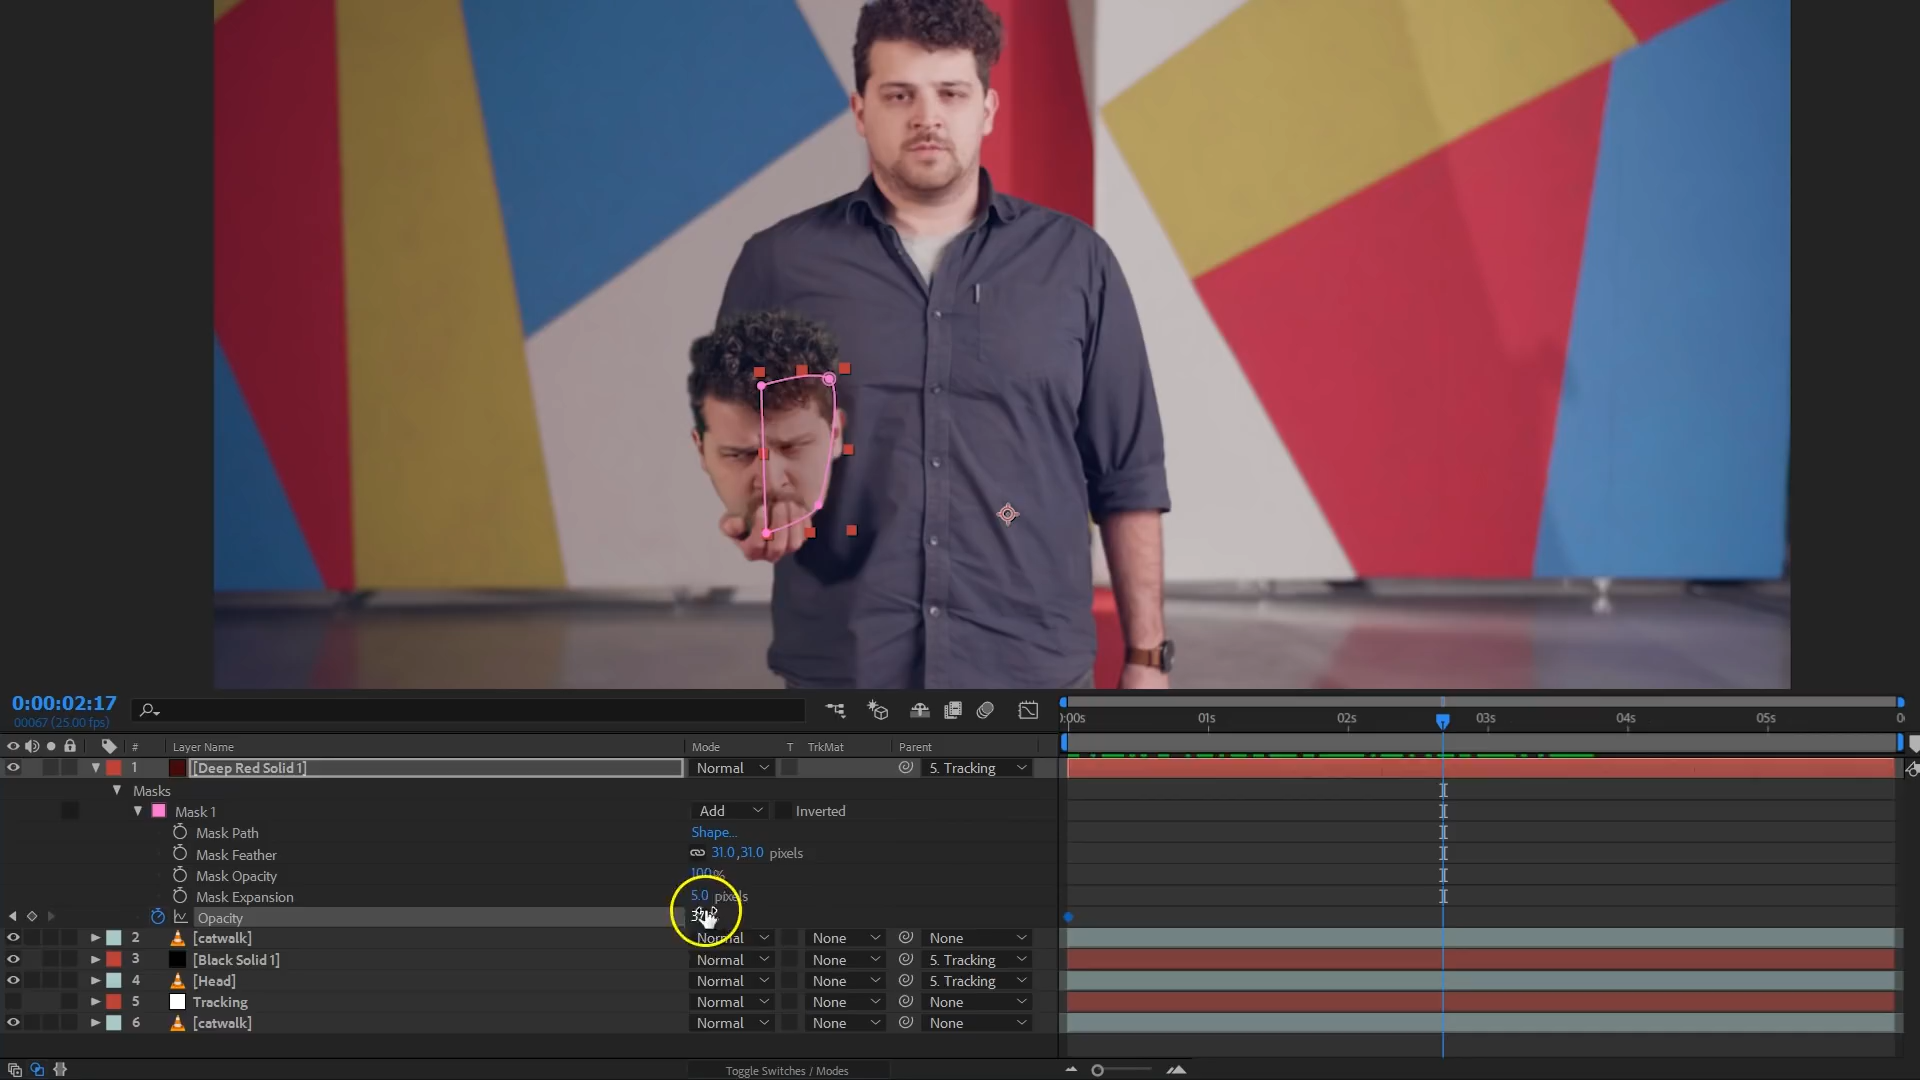 0:00:02:17
00067 (25.00 fps)
:00s 01s 02s 03s 04s 05s 0
# Layer Name Mode T TrkMat Parent
1 [Deep Red Solid 1] Normal 5. Tracking
Masks
Mask 1 Add Inverted
Mask Path Shape...
Mask Feather 31.0,31.0 pixels
Mask Opacity 100%
Mask Expansion 5.0 pixels
Opacity
2 [catwalk] Normal None None
3 [Black Solid 1] Normal None 5. Tracking
4 [Head] Normal None 5. Tracking
5 Tracking Normal None None
6 [catwalk] Normal None None
Toggle Switches / Modes